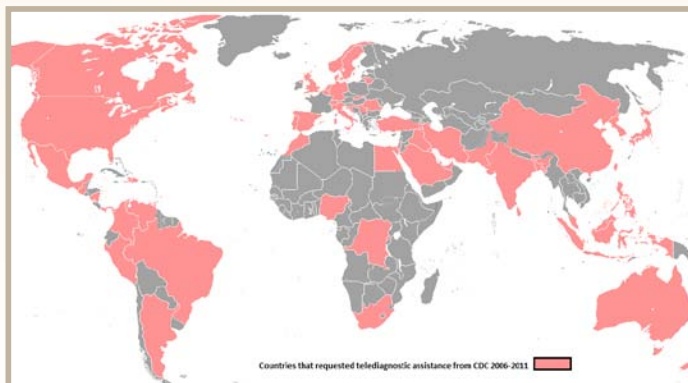 Countries that requested telediagnostic assistance from CDC 2006-2011